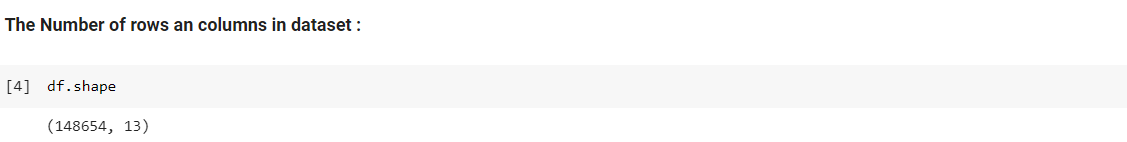 The Number of rows an columns in dataset :
[4] df.shape
(148654, 13)